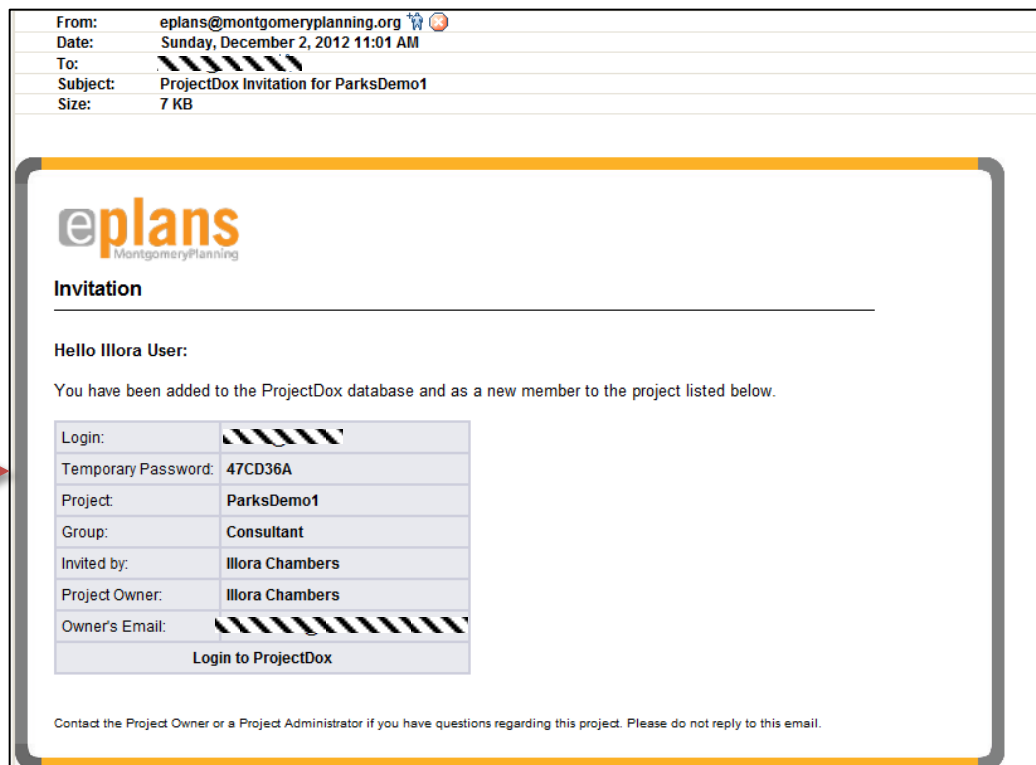 From: eplans@montgomeryplanning.org
Date: Sunday, December 2, 2012 11:01 AM
To:
Subject: ProjectDox Invitation for ParksDemo1
Size: 7 KB
eplans
MontgomeryPlanning
Invitation
Hello Illora User:
You have been added to the ProjectDox database and as a new member to the project listed below.
Login:
Temporary Password: 47CD36A
Project: ParksDemo1
Group: Consultant
Invited by: Illora Chambers
Project Owner: Illora Chambers
Owner's Email:
Login to ProjectDox
Contact the Project Owner or a Project Administrator if you have questions regarding this project. Please do not reply to this email.